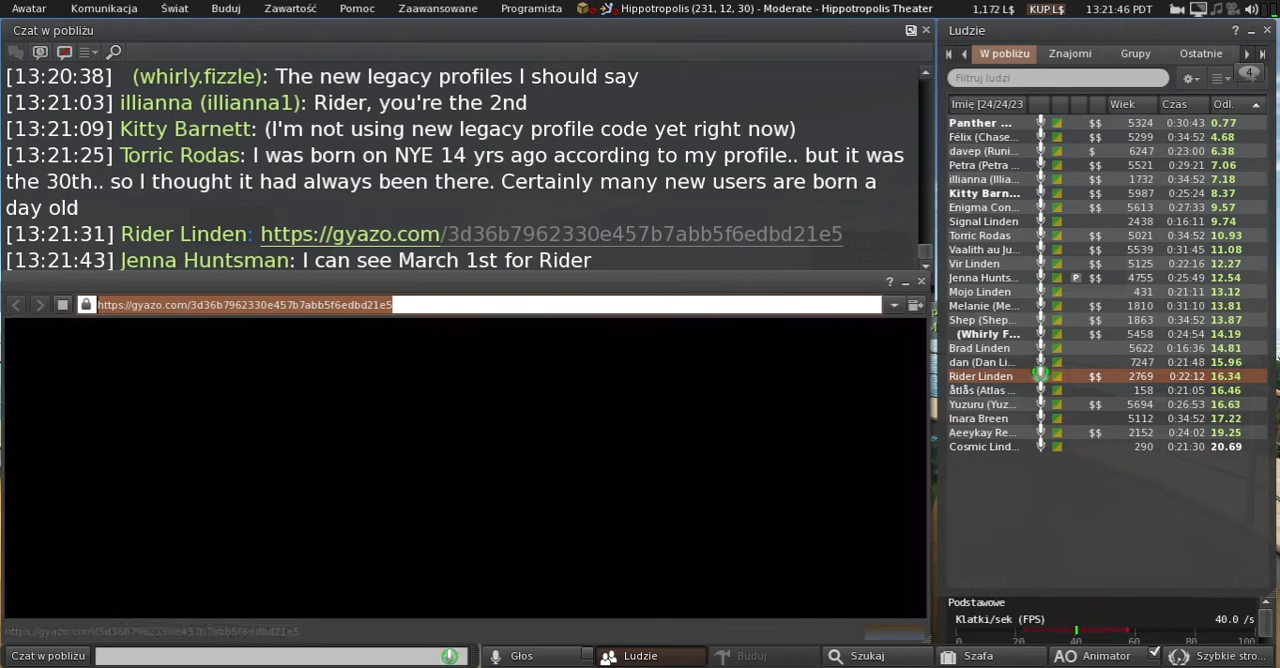 Awatar Komunikacja Świat Buduj Zawartość Pomoc Zaawansowane Programista Hippotropolis (231, 12, 30) - Moderate - Hippotropolis Theater 1,172 L$ KUP L$ 13:21:46 PDT
Czat w pobliżu
[13:20:38] (whirly.fizzle): The new legacy profiles I should say
[13:21:03] illianna (illianna1): Rider, you're the 2nd
[13:21:09] Kitty Barnett: (I'm not using new legacy profile code yet right now)
[13:21:25] Torric Rodas: I was born on NYE 14 yrs ago according to my profile.. but it was
the 30th.. so I thought it had always been there. Certainly many new users are born a
day old
[13:21:31] Rider Linden: https://gyazo.com/3d36b7962330e457b7abb5f6edbd21e5
[13:21:43] Jenna Huntsman: I can see March 1st for Rider
? _ ×
https://gyazo.com/3d36b7962330e457b7abb5f6edbd21e5
https://gyazo.com/3d36b7962330e457b7abb5f6edbd21e5
Ludzie ? _ ×
W pobliżu Znajomi Grupy Ostatnie
Filtruj ludzi 4
Imię [24/24/23 Wiek Czas Odl.
Panther ... $$ 5324 0:30:43 0.77
Félix (Chase... $$ 5299 0:34:52 4.68
davep (Runi... $ 6247 0:23:00 6.38
Petra (Petra ... $$ 5521 0:29:21 7.06
illianna (Illia... $$ 1732 0:34:52 7.18
Kitty Barn... $$ 5987 0:25:24 8.37
Enigma Con... $$ 5613 0:27:33 9.57
Signal Linden 2438 0:16:11 9.74
Torric Rodas $$ 5021 0:34:52 10.93
Vaalith au Ju... $$ 5539 0:31:45 11.08
Vir Linden $$ 5125 0:22:16 12.27
Jenna Hunts... P $$ 4755 0:25:49 12.54
Mojo Linden 431 0:21:11 13.12
Melanie (Me... $$ 1810 0:31:10 13.81
Shep (Shep... $$ 1863 0:34:52 13.87
(Whirly F... $$ 5458 0:24:54 14.19
Brad Linden 5622 0:16:36 14.81
dan (Dan Li... 7247 0:21:48 15.96
Rider Linden $$ 2769 0:22:12 16.34
åtlås (Atlas ... 158 0:21:05 16.46
Yuzuru (Yuz... $$ 5694 0:26:53 16.63
Inara Breen 5112 0:34:52 17.22
Aeeykay Re... $$ 2152 0:24:02 19.25
Cosmic Lind... 290 0:21:30 20.69
Podstawowe
Klatki/sek (FPS) 40.0 /s
0 20 40 60 80 100
Czat w pobliżu Głos Ludzie Buduj Szukaj Szafa AO Animator Szybkie stro...